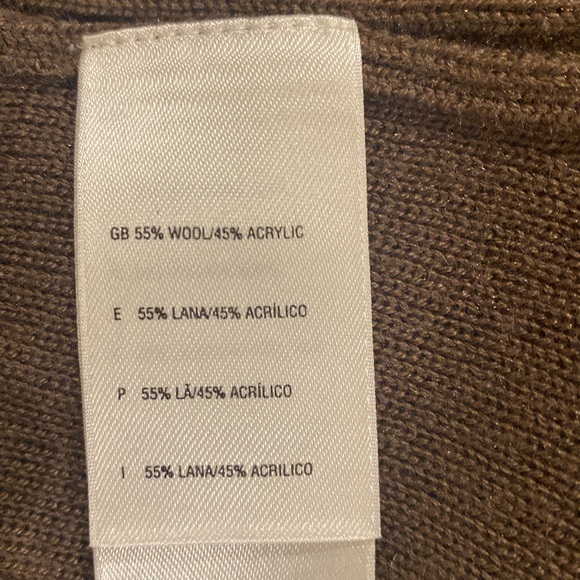 GB 55% WOOL/45% ACRYLIC
E 55% LANA/45% ACRÍLICO
P 55% LÃ/45% ACRÍLICO
I 55% LANA/45% ACRILICO